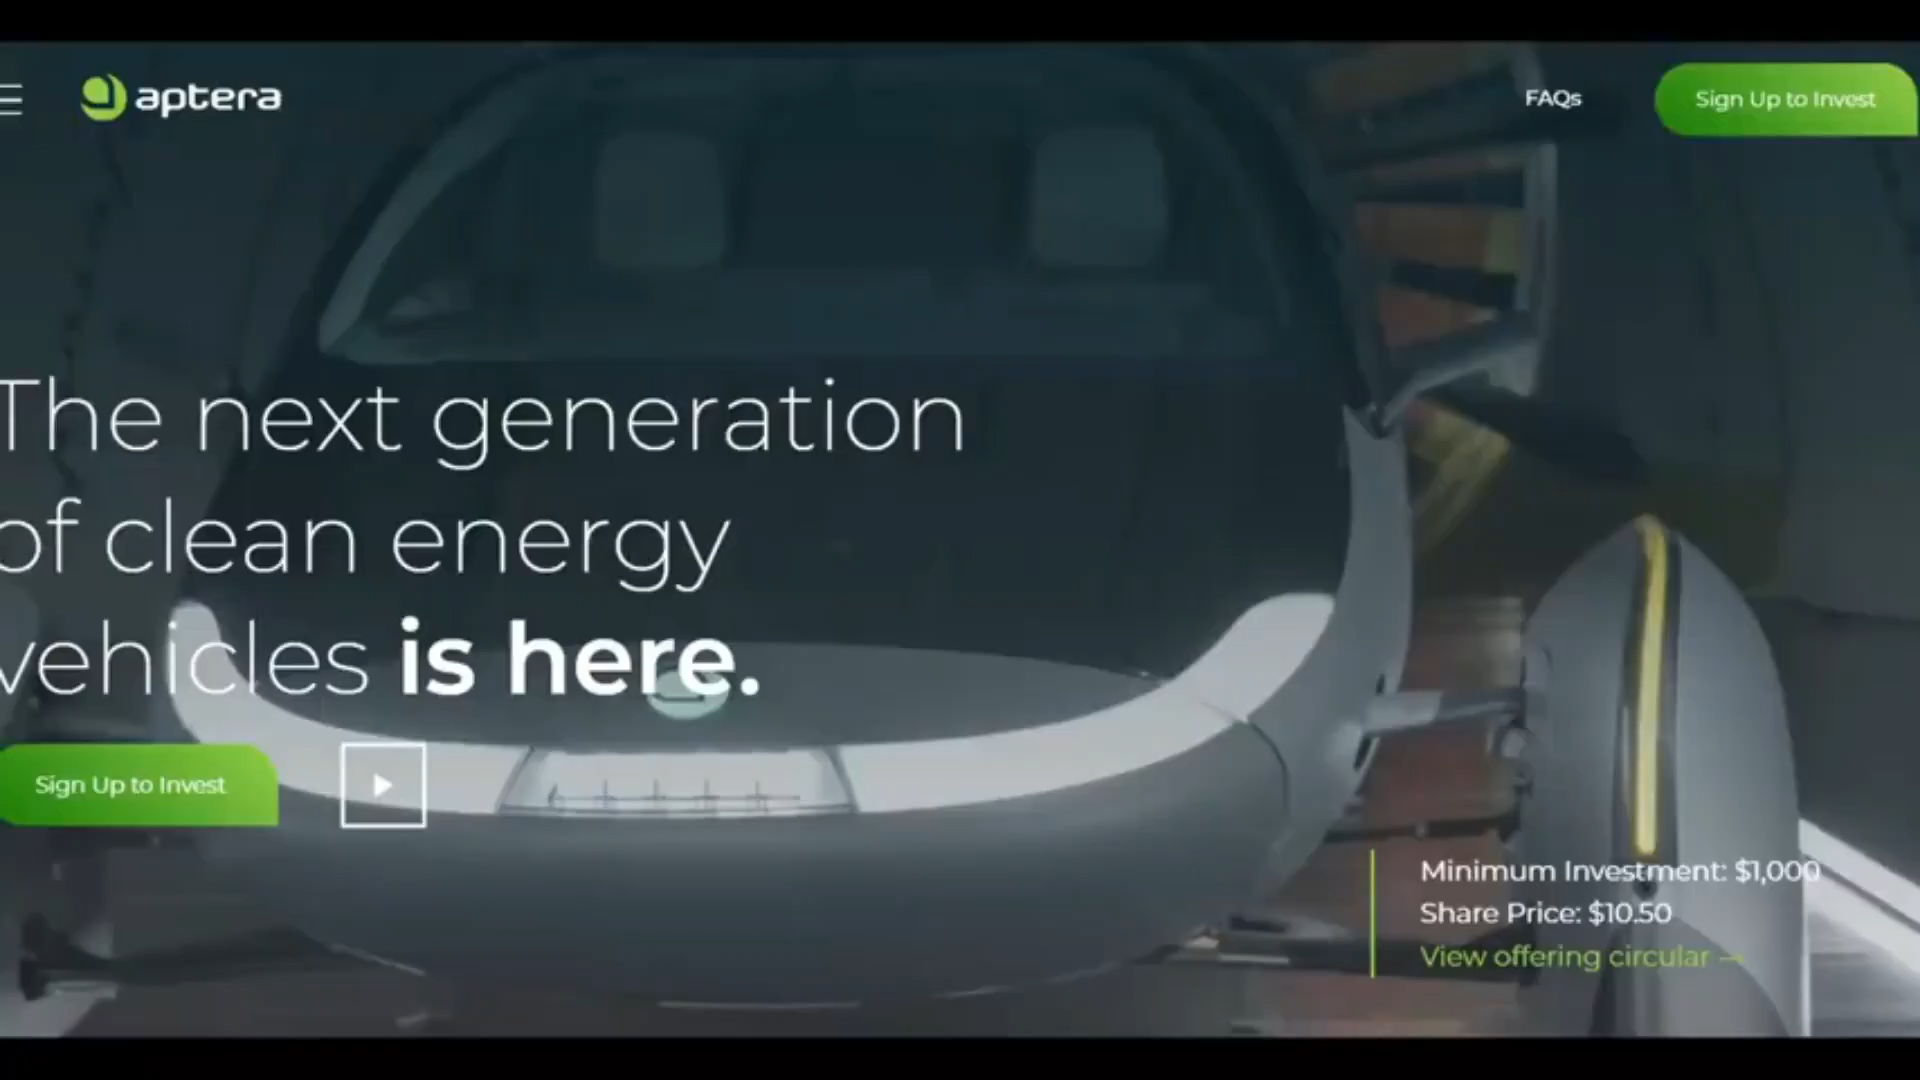 aptera
FAQs
Sign Up to Invest
The next generation
of clean energy
vehicles is here.
Sign Up to Invest
Minimum Investment: $1,000
Share Price: $10.50
View offering circular →